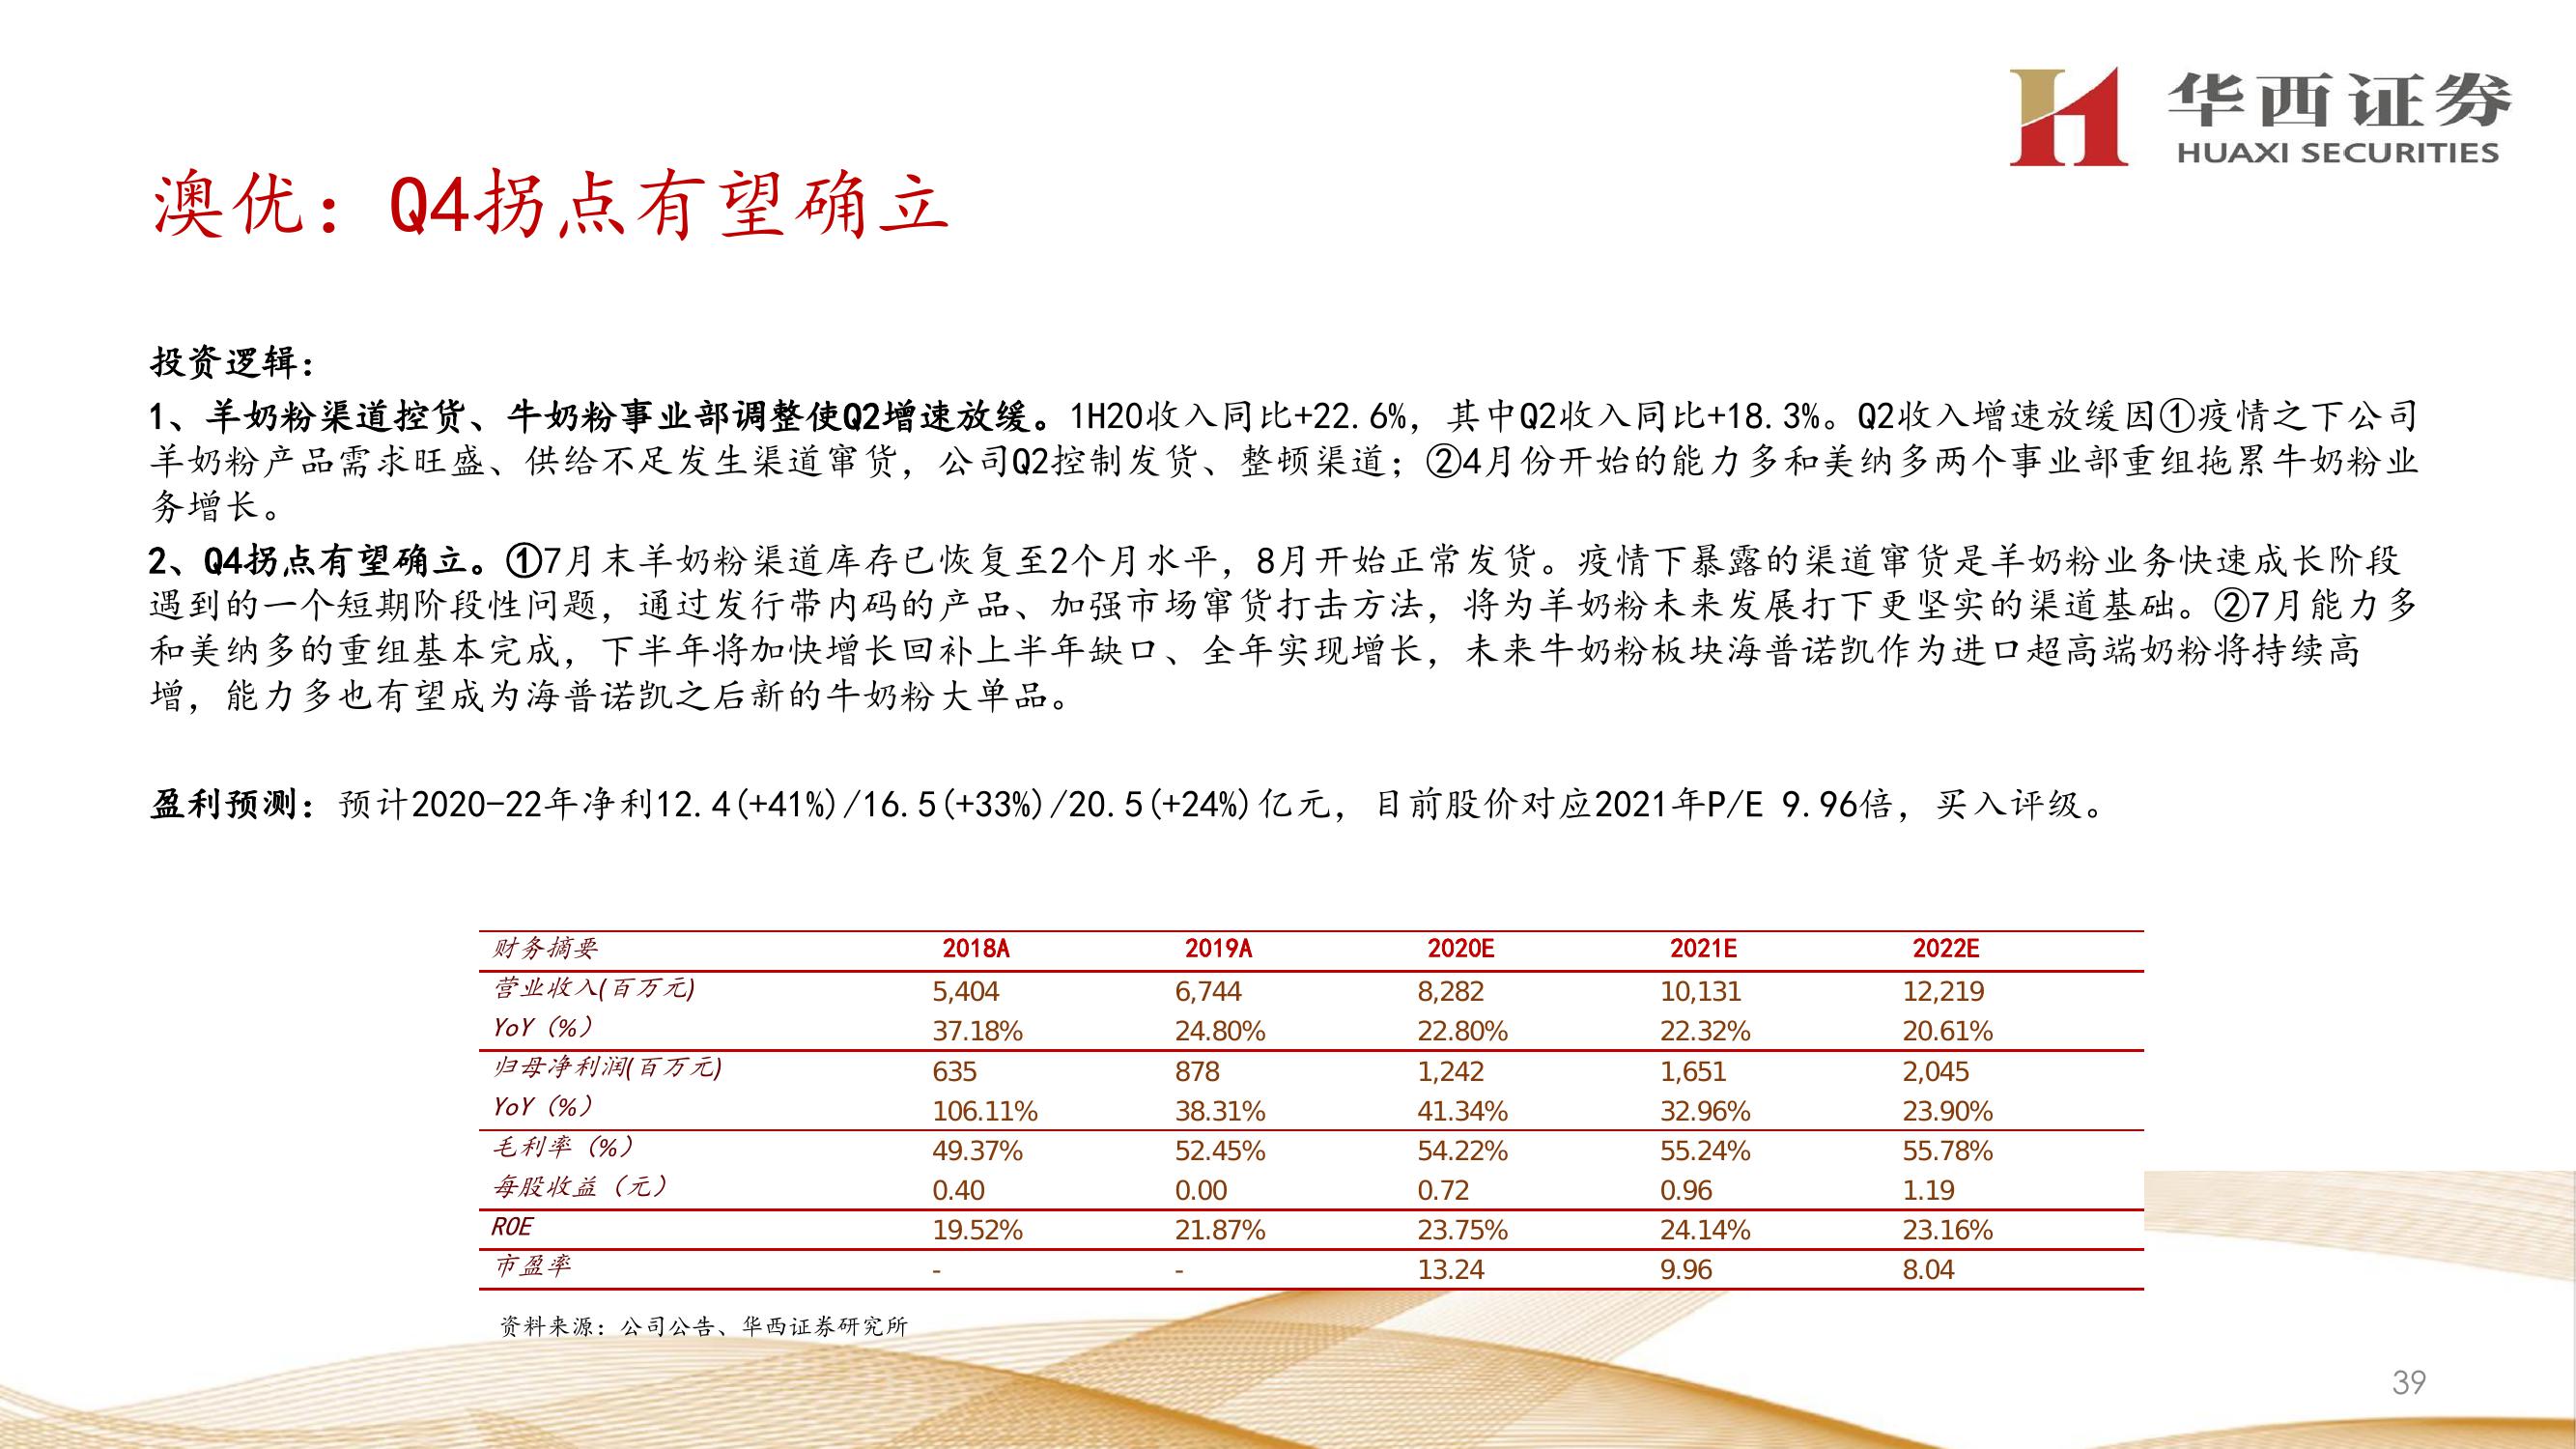 华西证券
HUAXI SECURITIES
澳优：Q4拐点有望确立
投资逻辑：
1、羊奶粉渠道控货、牛奶粉事业部调整使Q2增速放缓。1H20收入同比+22.6%，其中Q2收入同比+18.3%。Q2收入增速放缓因①疫情之下公司
羊奶粉产品需求旺盛、供给不足发生渠道窜货，公司Q2控制发货、整顿渠道；②4月份开始的能力多和美纳多两个事业部重组拖累牛奶粉业
务增长。
2、Q4拐点有望确立。①7月末羊奶粉渠道库存已恢复至2个月水平，8月开始正常发货。疫情下暴露的渠道窜货是羊奶粉业务快速成长阶段
遇到的一个短期阶段性问题，通过发行带内码的产品、加强市场窜货打击方法，将为羊奶粉未来发展打下更坚实的渠道基础。②7月能力多
和美纳多的重组基本完成，下半年将加快增长回补上半年缺口、全年实现增长，未来牛奶粉板块海普诺凯作为进口超高端奶粉将持续高
增，能力多也有望成为海普诺凯之后新的牛奶粉大单品。
盈利预测：预计2020-22年净利12.4(+41%)/16.5(+33%)/20.5(+24%)亿元，目前股价对应2021年P/E 9.96倍，买入评级。
财务摘要 2018A 2019A 2020E 2021E 2022E
营业收入(百万元) 5,404 6,744 8,282 10,131 12,219
YoY（%） 37.18% 24.80% 22.80% 22.32% 20.61%
归母净利润(百万元) 635 878 1,242 1,651 2,045
YoY（%） 106.11% 38.31% 41.34% 32.96% 23.90%
毛利率（%） 49.37% 52.45% 54.22% 55.24% 55.78%
每股收益（元） 0.40 0.00 0.72 0.96 1.19
ROE 19.52% 21.87% 23.75% 24.14% 23.16%
市盈率 - - 13.24 9.96 8.04
资料来源：公司公告、华西证券研究所
39